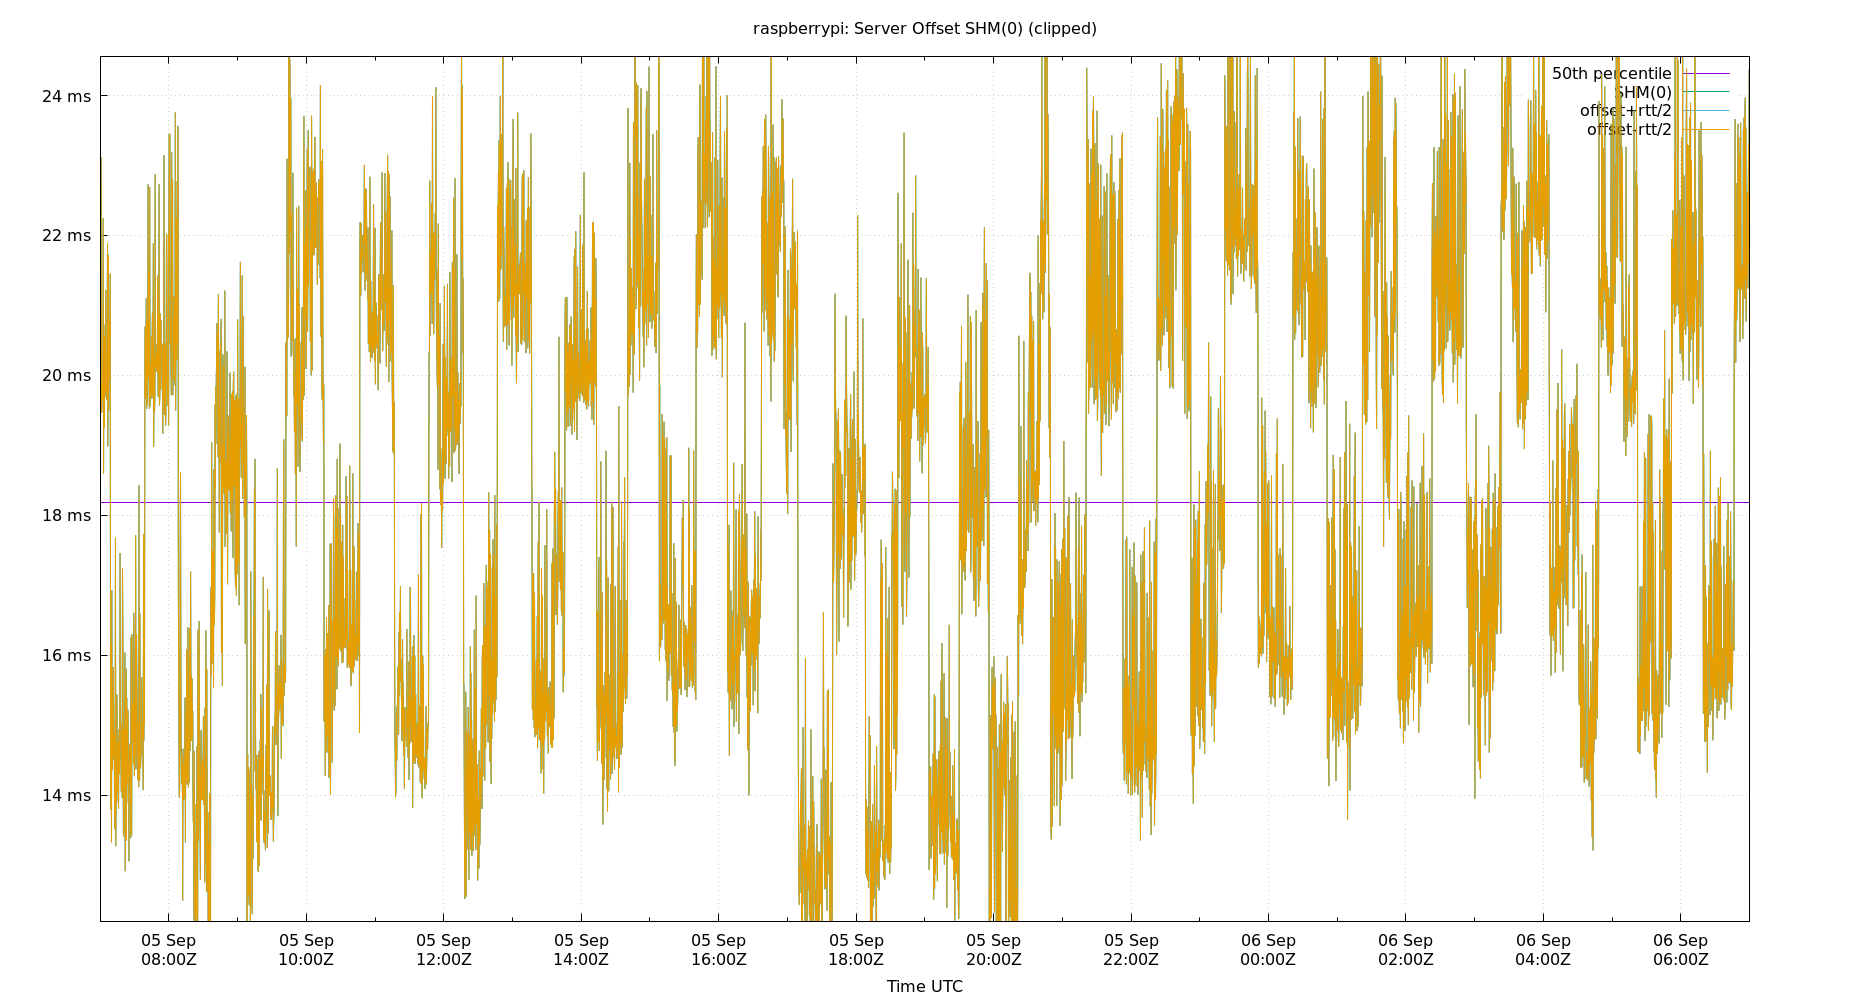 raspberrypi: Server Offset SHM(0) (clipped)
50th percentile
SHM(0)
offset+rtt/2
offset-rtt/2
24 ms
22 ms
20 ms
18 ms
16 ms
14 ms
05 Sep 05 Sep 05 Sep 05 Sep 05 Sep 05 Sep 05 Sep 05 Sep 06 Sep 06 Sep 06 Sep 06 Sep
08:00Z 10:00Z 12:00Z 14:00Z 16:00Z 18:00Z 20:00Z 22:00Z 00:00Z 02:00Z 04:00Z 06:00Z
Time UTC